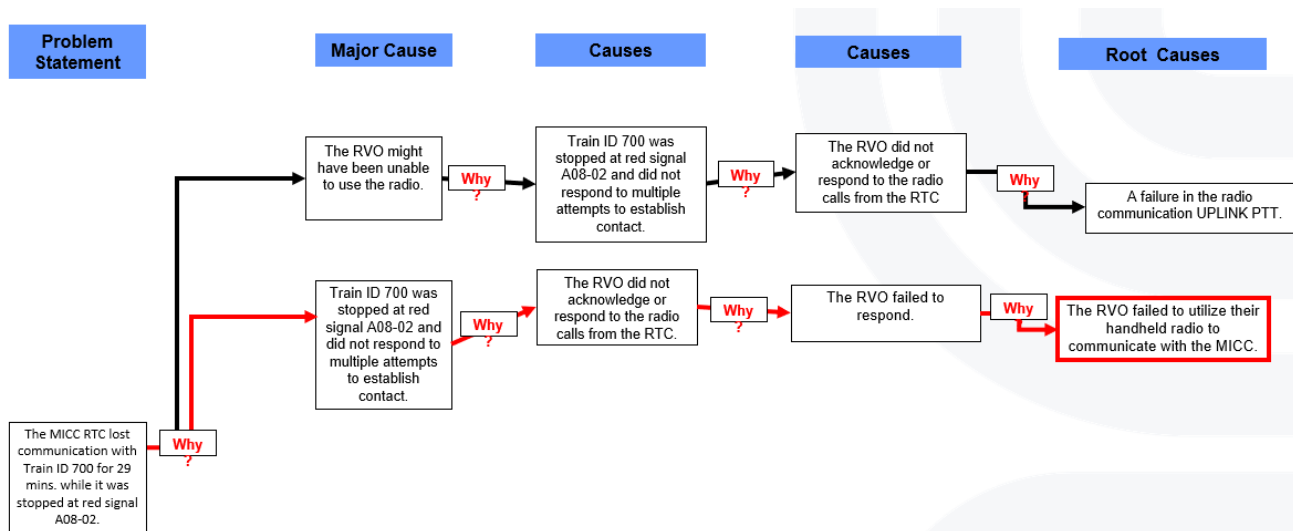 Problem
Statement
Major Cause
Causes
Causes
Root Causes
The RVO might
have been unable
to use the radio.
Why
?
Train ID 700 was
stopped at red signal
A08-02 and did not
respond to multiple
attempts to establish
contact.
Why
?
The RVO did not
acknowledge or
respond to the radio
calls from the RTC
Why
?
A failure in the radio
communication UPLINK PTT.
Train ID 700 was
stopped at red
signal A08-02 and
did not respond to
multiple attempts
to establish
contact.
Why
?
The RVO did not
acknowledge or
respond to the radio
calls from the RTC.
Why
?
The RVO failed to
respond.
Why
?
The RVO failed to utilize their
handheld radio to
communicate with the MICC.
The MICC RTC lost
communication with
Train ID 700 for 29
mins. while it was
stopped at red signal
A08-02.
Why
?